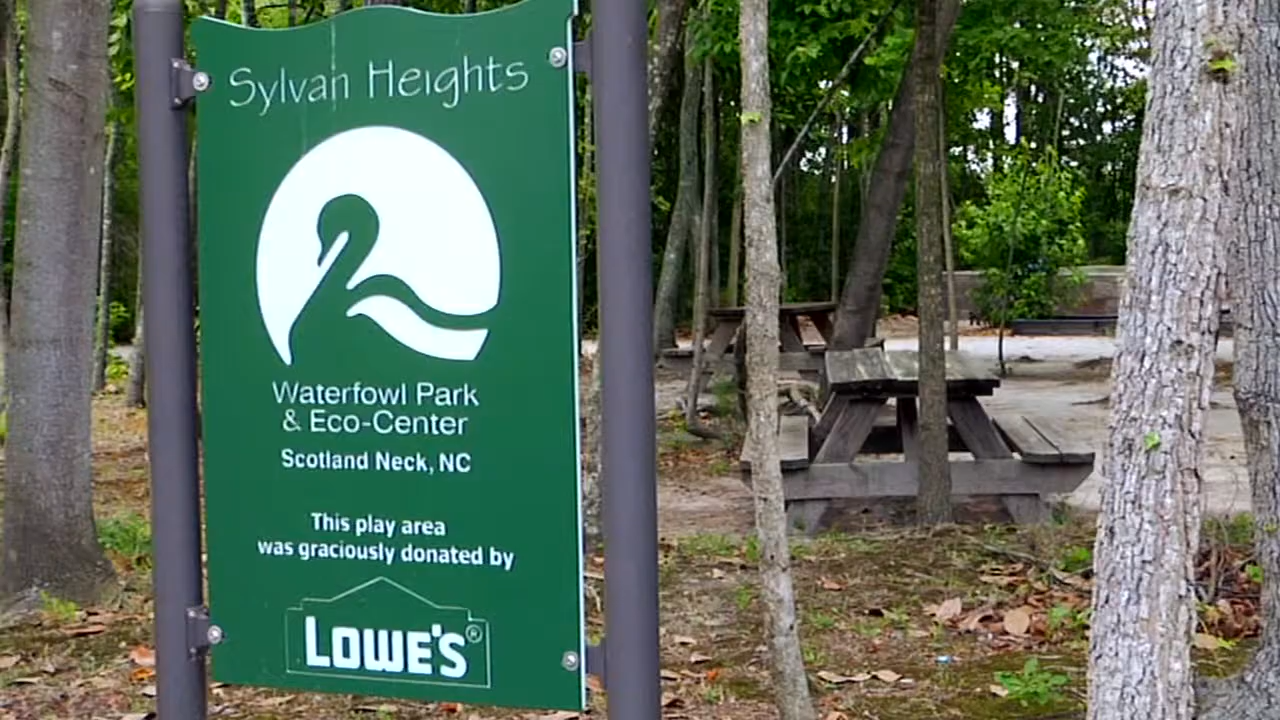 Sylvan Heights
Waterfowl Park
& Eco-Center
Scotland Neck, NC
This play area
was graciously donated by
LOWE'S®